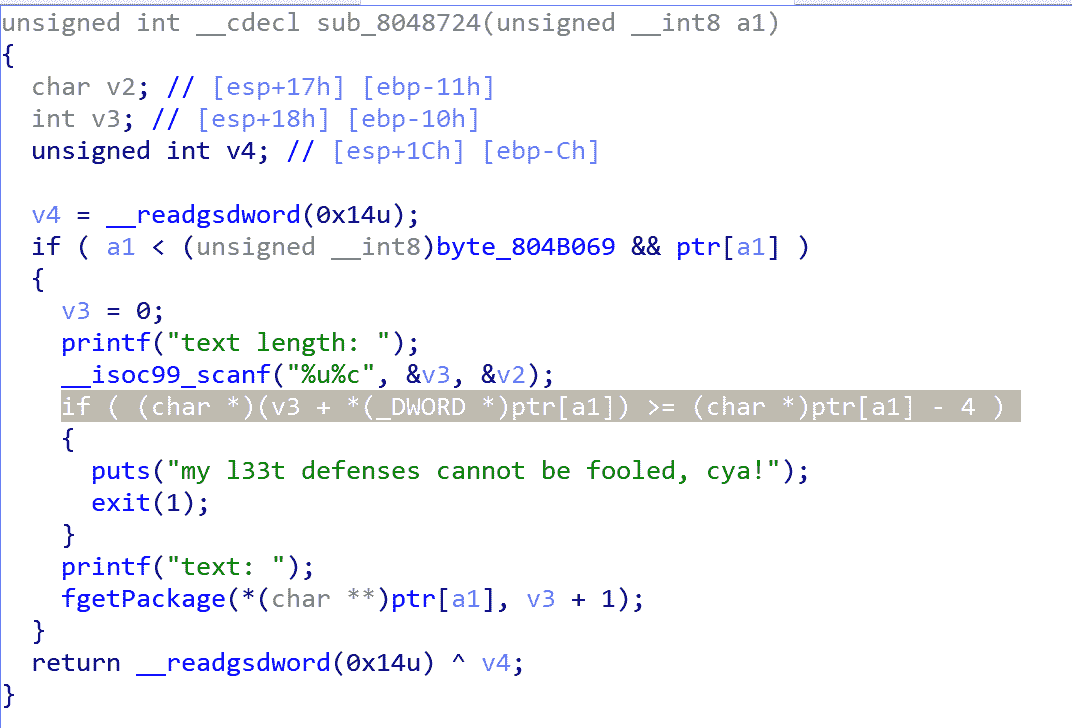 unsigned int __cdecl sub_8048724(unsigned __int8 a1)
{
  char v2; // [esp+17h] [ebp-11h]
  int v3; // [esp+18h] [ebp-10h]
  unsigned int v4; // [esp+1Ch] [ebp-Ch]

  v4 = __readgsdword(0x14u);
  if ( a1 < (unsigned __int8)byte_804B069 && ptr[a1] )
  {
    v3 = 0;
    printf("text length: ");
    __isoc99_scanf("%u%c", &v3, &v2);
    if ( (char *)(v3 + *(_DWORD *)ptr[a1]) >= (char *)ptr[a1] - 4 )
    {
      puts("my l33t defenses cannot be fooled, cya!");
      exit(1);
    }
    printf("text: ");
    fgetPackage(*(char **)ptr[a1], v3 + 1);
  }
  return __readgsdword(0x14u) ^ v4;
}